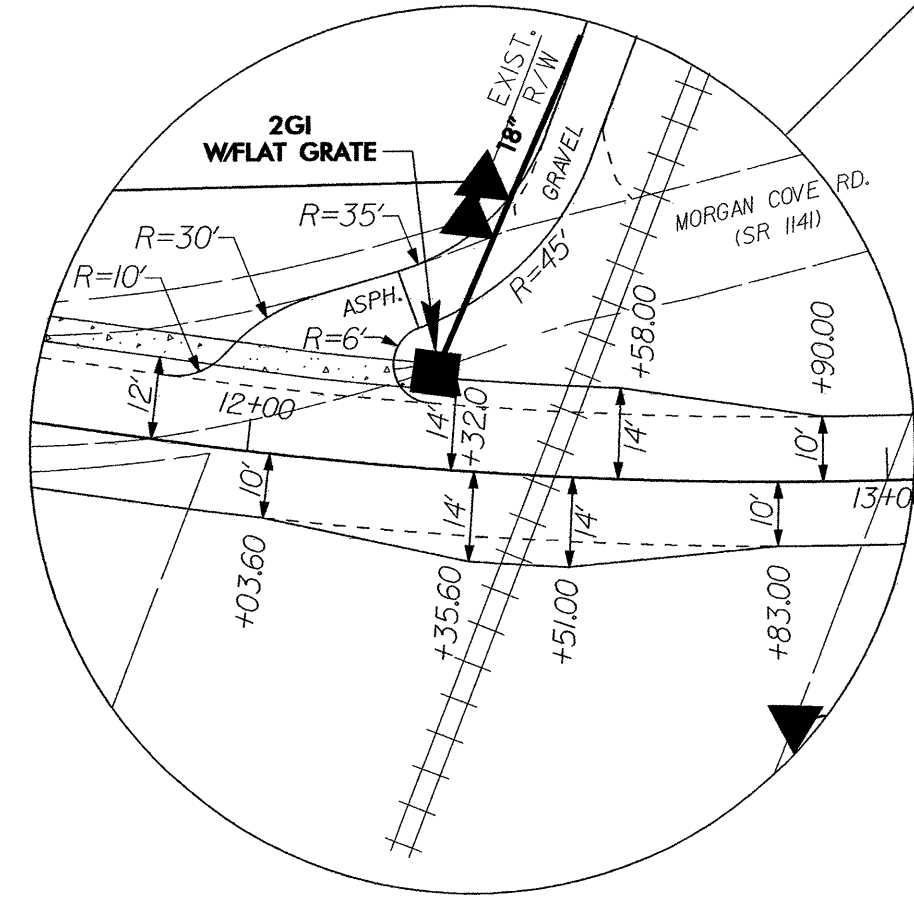 EXIST.
R/W
18"
2GI
W/FLAT GRATE
GRAVEL
R=35'
MORGAN COVE RD.
(SR 1141)
R=30'
R=10'
R=45'
ASPH.
R=6'
+58.00
+90.00
12'
12+00
14'
+32.0
14'
10'
10'
14'
14'
10'
13+0
+03.60
+35.60
+51.00
+83.00